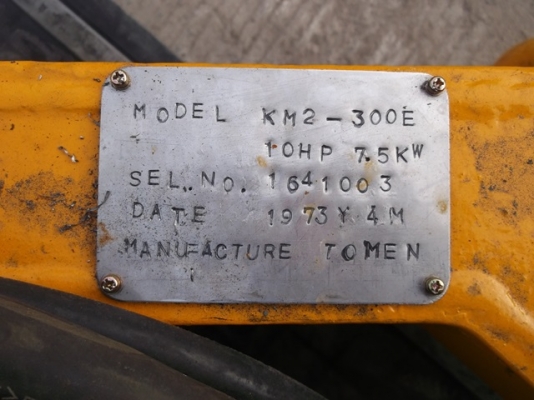 MODEL KM2-300E
10HP 7.5KW
SEL. NO. 1641003
DATE 1973Y 4M
MANUFACTURE TOMEN